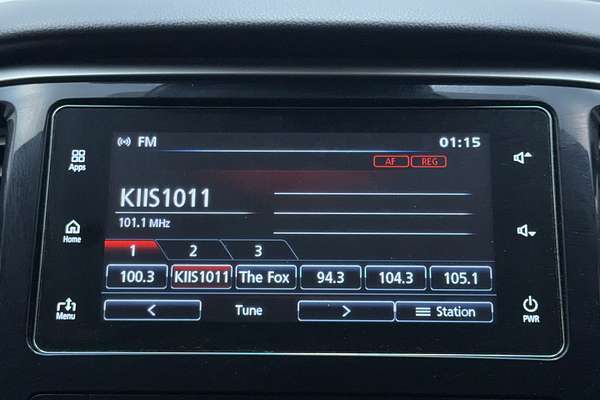 FM 01:15
Apps
AF REG
KIIS1011
101.1 MHz
Home
1 2 3
100.3 KIIS1011 The Fox 94.3 104.3 105.1
Menu
< Tune > Station
PWR